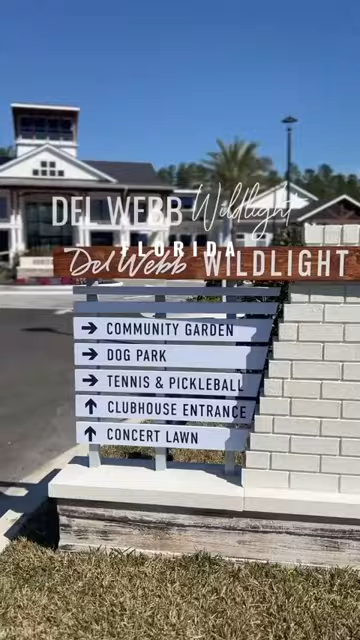 DEL WEBB Wildlight
FLORIDA
Del Webb WILDLIGHT
→ COMMUNITY GARDEN
→ DOG PARK
→ TENNIS & PICKLEBALL
↑ CLUBHOUSE ENTRANCE
↑ CONCERT LAWN